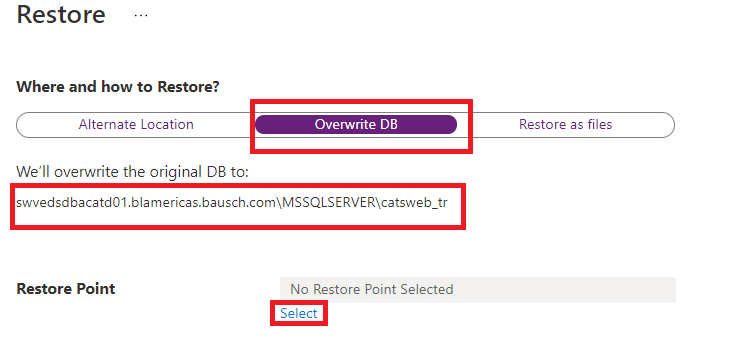 Restore ...
Where and how to Restore?
Alternate Location Overwrite DB Restore as files
We'll overwrite the original DB to:
swvedsdbacatd01.blamericas.bausch.com\MSSQLSERVER\catsweb_tr
Restore Point No Restore Point Selected
Select